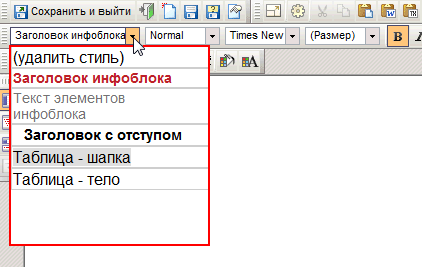 Сохранить и выйти
Заголовок инфоблока Normal Times New (Размер) B I
(удалить стиль)
Заголовок инфоблока
Текст элементов
инфоблока
Заголовок с отступом
Таблица - шапка
Таблица - тело